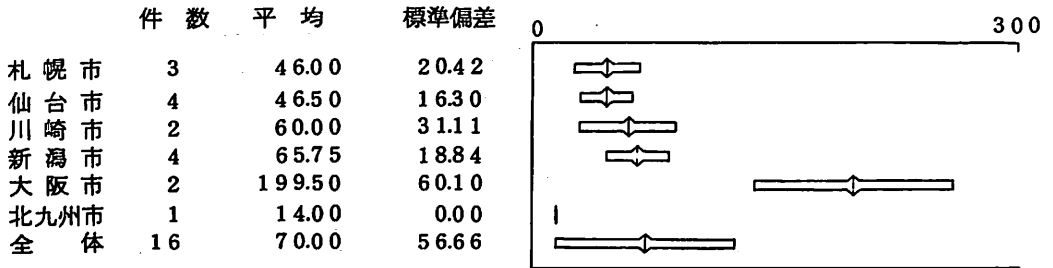 件数 平均 標準偏差 0 300
札幌市 3 46.00 20.42
仙台市 4 46.50 16.30
川崎市 2 60.00 31.11
新潟市 4 65.75 18.84
大阪市 2 199.50 60.10
北九州市 1 14.00 0.00
全体 16 70.00 56.66